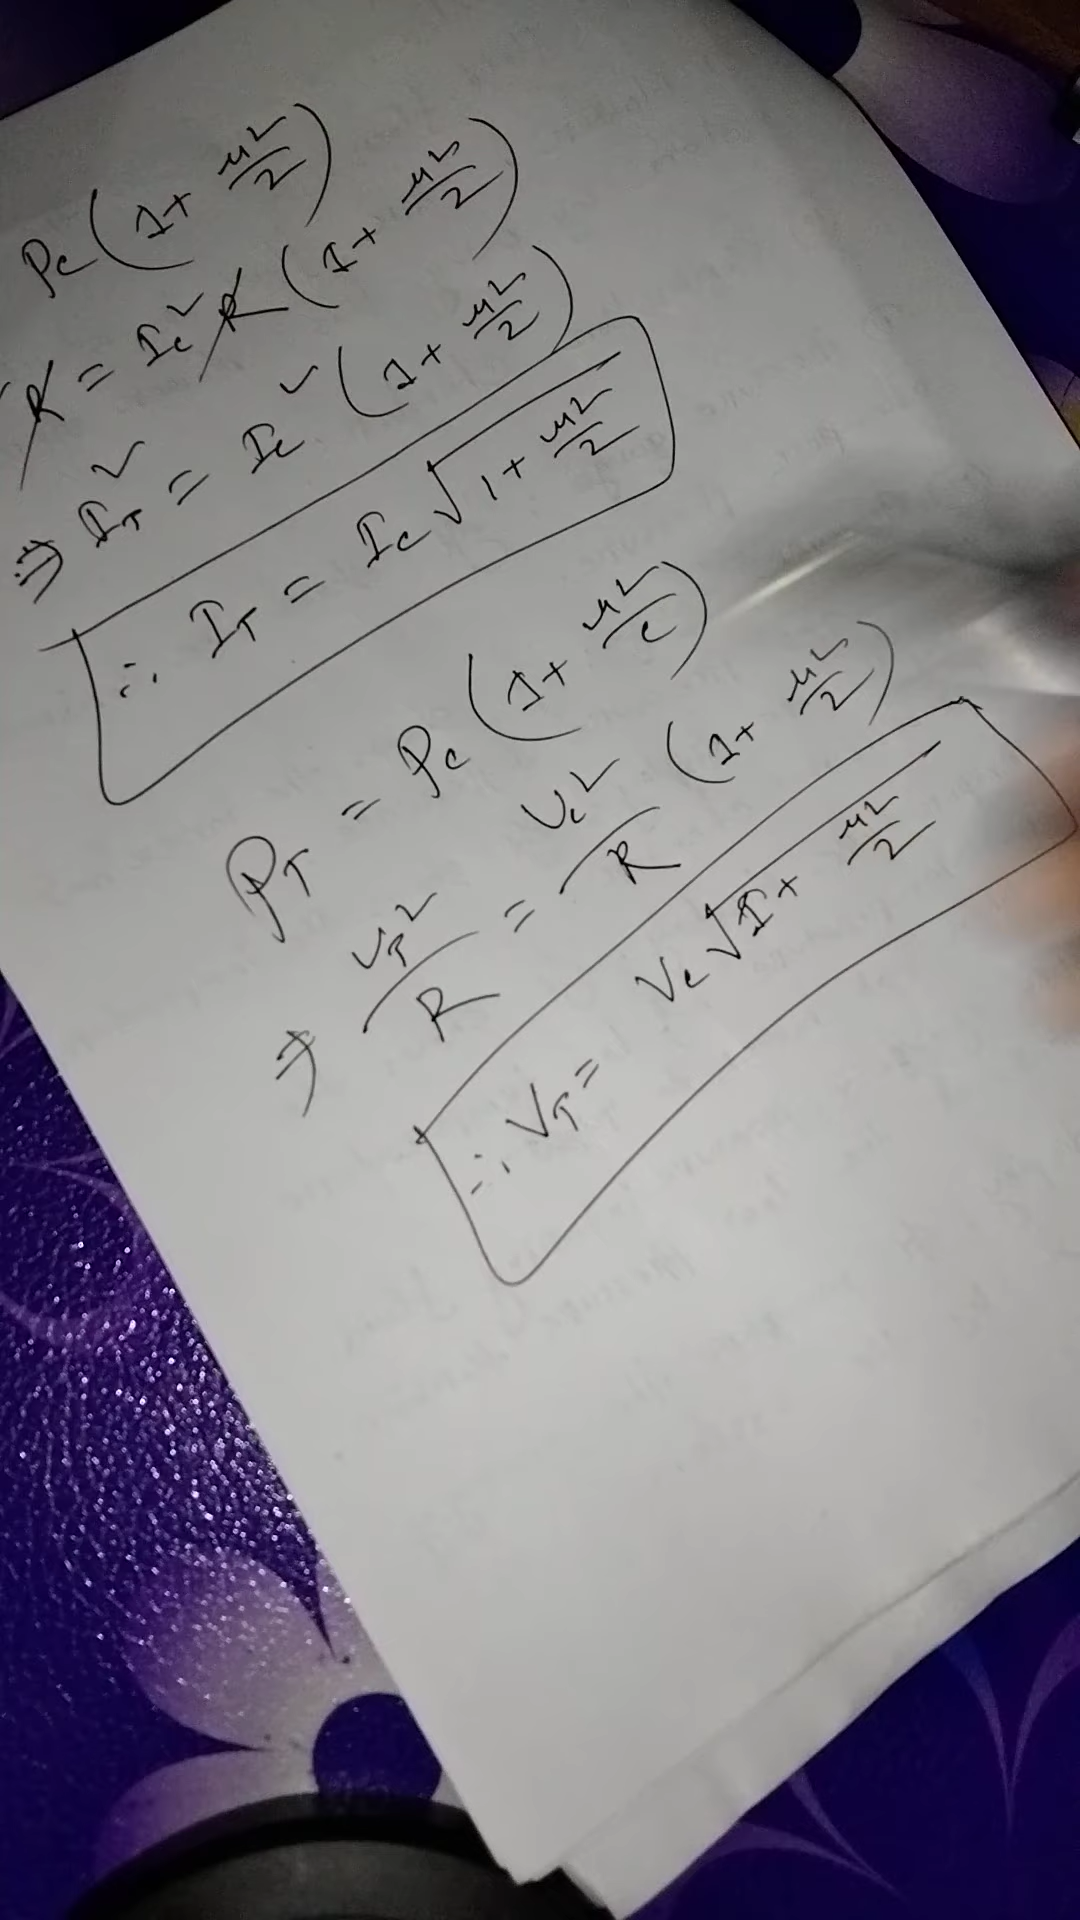 Pc (1 + μ²/2)
R = Ic² R (1 + μ²/2)
⇒ IT² = Ic² (1 + μ²/2)
∴ IT = Ic √1 + μ²/2
PT = Pc (1 + μ²/c)
⇒ VT²/R = Vc²/R (1 + μ²/2)
∴ VT = Vc √1 + μ²/2